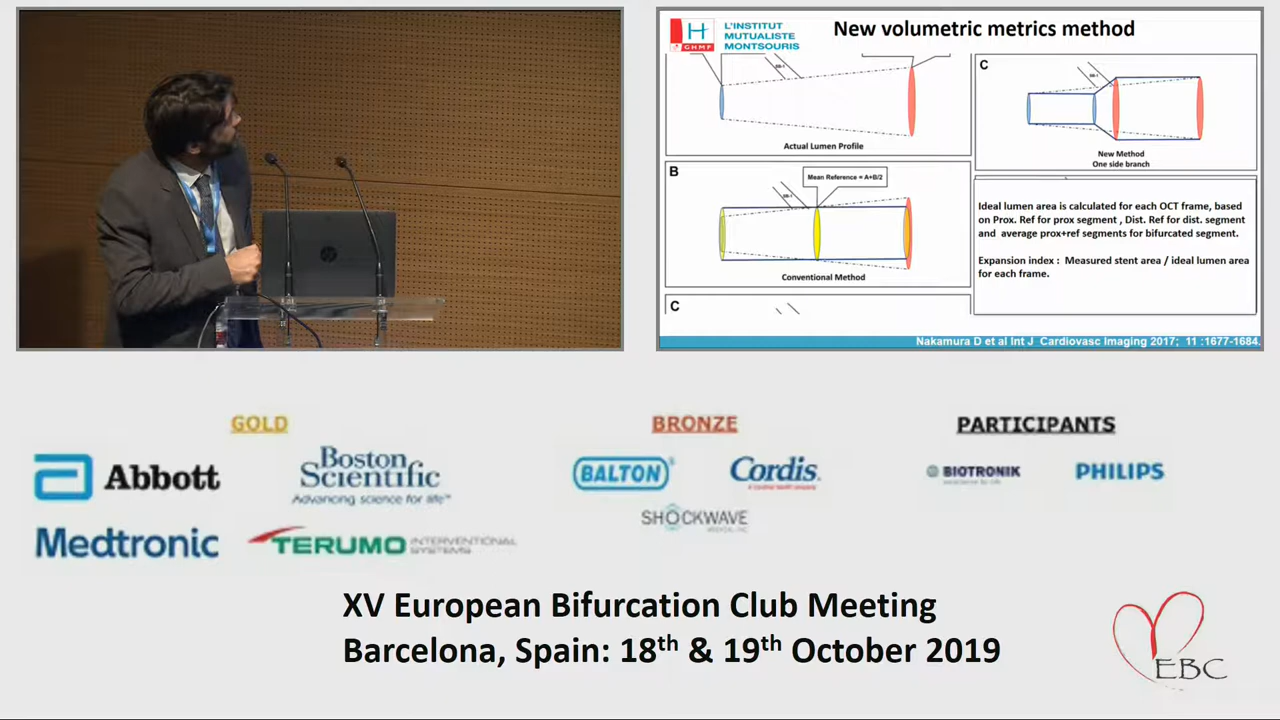 L'INSTITUT
MUTUALISTE
MONTSOURIS
GHMF
New volumetric metrics method
Actual Lumen Profile
C
New Method
One side branch
B
Mean Reference = A+B/2
Conventional Method
C
Ideal lumen area is calculated for each OCT frame, based
on Prox. Ref for prox segment , Dist. Ref for dist. segment
and average prox+ref segments for bifurcated segment.
Expansion index : Measured stent area / ideal lumen area
for each frame.
Nakamura D et al Int J Cardiovasc Imaging 2017; 11 :1677-1684.
hp
GOLD
BRONZE
PARTICIPANTS
Abbott
Boston
Scientific
Advancing science for life™
BALTON
Cordis
BIOTRONIK
PHILIPS
SHOCKWAVE
Medtronic
TERUMO
INTERVENTIONAL
SYSTEMS
XV European Bifurcation Club Meeting
Barcelona, Spain: 18th & 19th October 2019
EBC